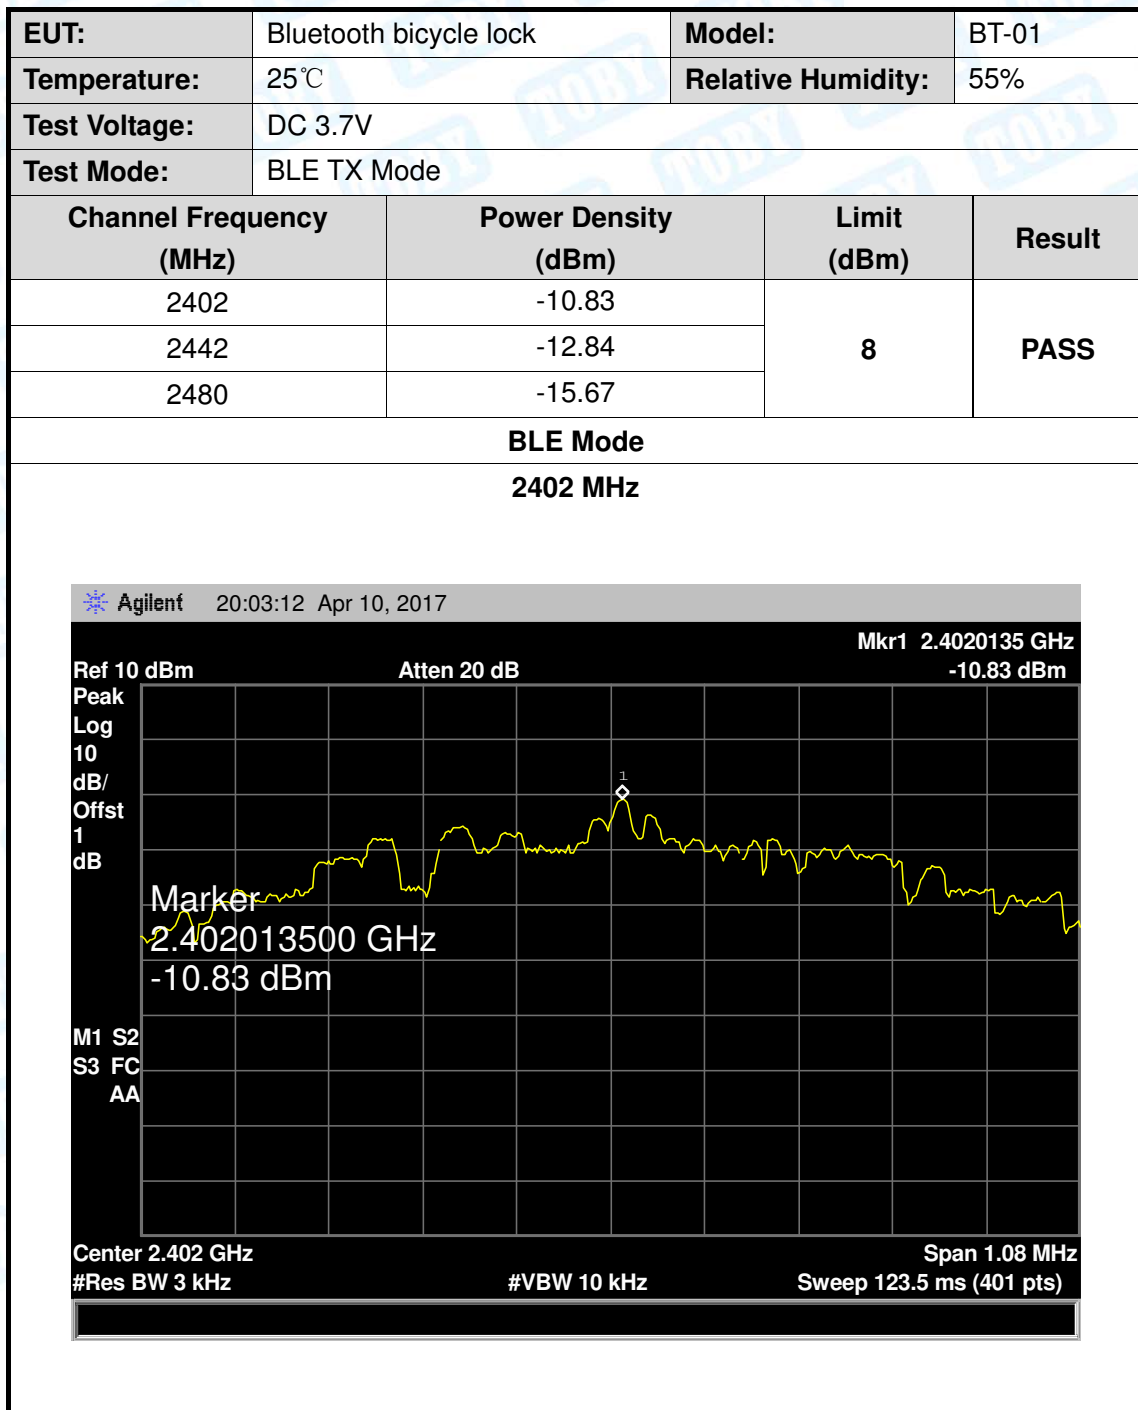 EUT: Bluetooth bicycle lock Model: BT-01
Temperature: 25℃ Relative Humidity: 55%
Test Voltage: DC 3.7V
Test Mode: BLE TX Mode
Channel Frequency (MHz) Power Density (dBm) Limit (dBm) Result
2402 -10.83 8 PASS
2442 -12.84
2480 -15.67
BLE Mode
2402 MHz
Agilent 20:03:12 Apr 10, 2017
Mkr1 2.4020135 GHz
Ref 10 dBm Atten 20 dB -10.83 dBm
Peak
Log
10
dB/
Offst
1
dB
1
Marker
2.402013500 GHz
-10.83 dBm
M1 S2
S3 FC
AA
Center 2.402 GHz Span 1.08 MHz
#Res BW 3 kHz #VBW 10 kHz Sweep 123.5 ms (401 pts)
TOBY